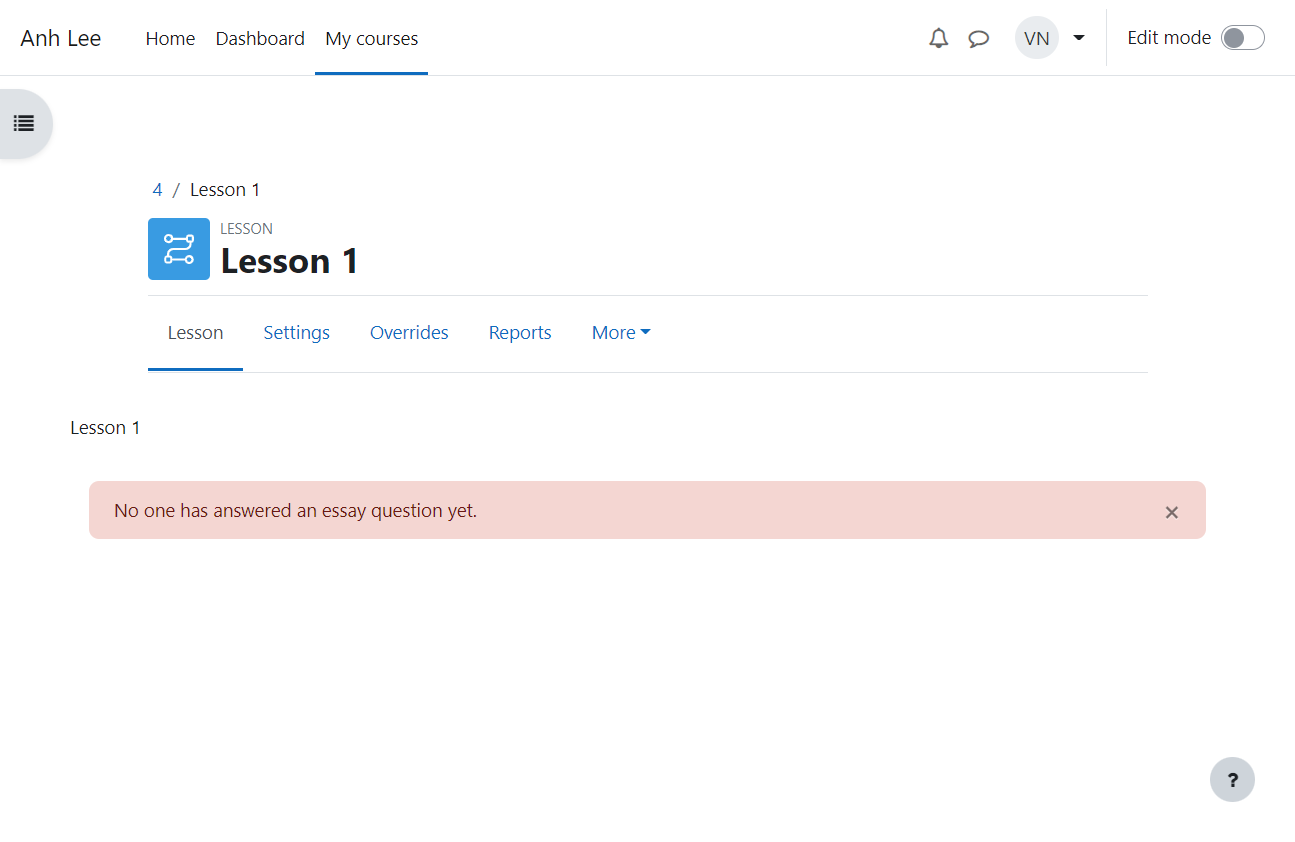 Anh Lee Home Dashboard My courses VN Edit mode
4 / Lesson 1
LESSON
Lesson 1
Lesson Settings Overrides Reports More
Lesson 1
No one has answered an essay question yet. ×
?